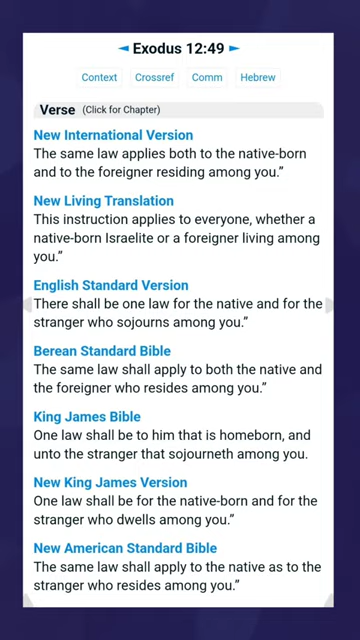 ◄ Exodus 12:49 ►
Context Crossref Comm Hebrew
Verse (Click for Chapter)
New International Version
The same law applies both to the native-born
and to the foreigner residing among you.”
New Living Translation
This instruction applies to everyone, whether a
native-born Israelite or a foreigner living among
you.”
English Standard Version
There shall be one law for the native and for the
stranger who sojourns among you.”
Berean Standard Bible
The same law shall apply to both the native and
the foreigner who resides among you.”
King James Bible
One law shall be to him that is homeborn, and
unto the stranger that sojourneth among you.
New King James Version
One law shall be for the native-born and for the
stranger who dwells among you.”
New American Standard Bible
The same law shall apply to the native as to the
stranger who resides among you.”